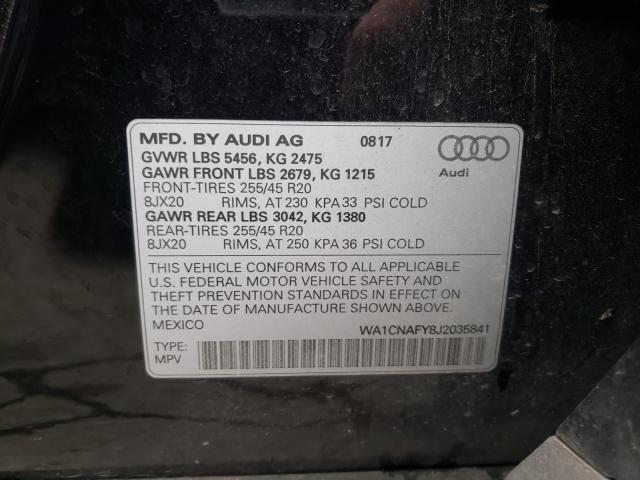 MFD. BY AUDI AG 0817
GVWR LBS 5456, KG 2475
GAWR FRONT LBS 2679, KG 1215
FRONT-TIRES 255/45 R20
8JX20 RIMS, AT 230 KPA 33 PSI COLD
GAWR REAR LBS 3042, KG 1380
REAR-TIRES 255/45 R20
8JX20 RIMS, AT 250 KPA 36 PSI COLD
Audi
THIS VEHICLE CONFORMS TO ALL APPLICABLE
U.S. FEDERAL MOTOR VEHICLE SAFETY AND
THEFT PREVENTION STANDARDS IN EFFECT ON
THE DATE OF MANUFACTURE SHOWN ABOVE.
MEXICO WA1CNAFY8J2035841
TYPE:
MPV